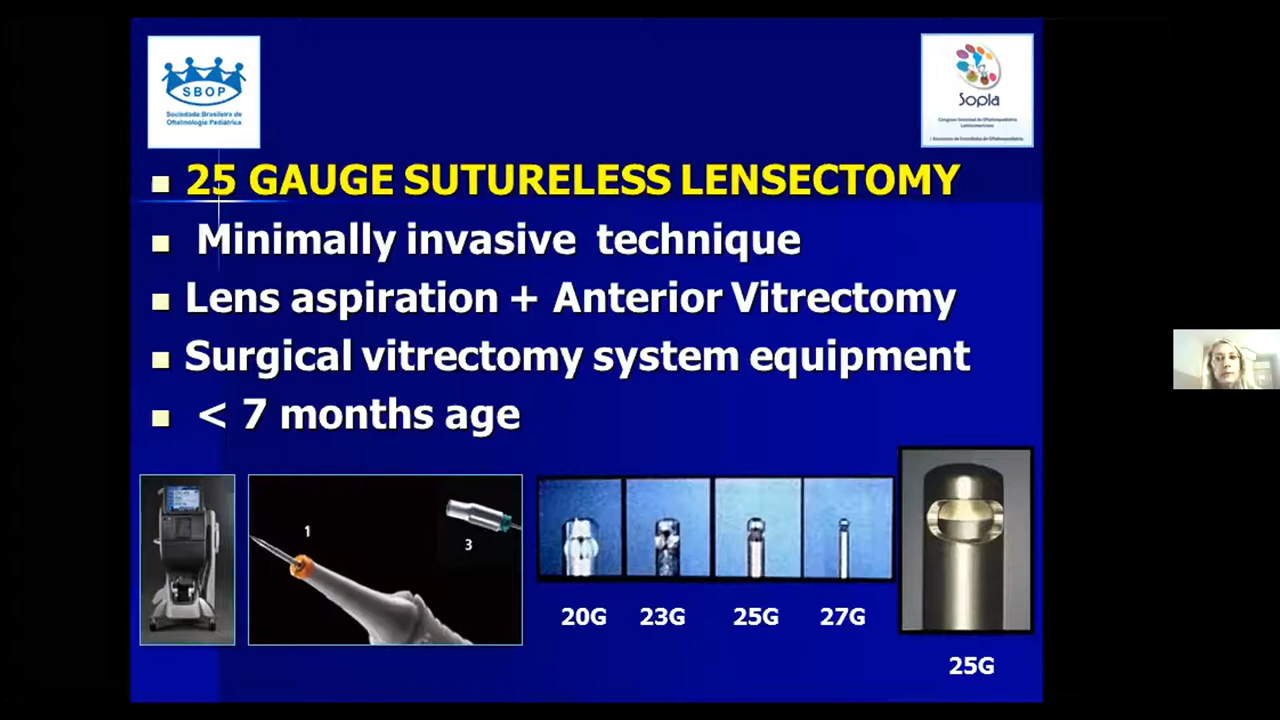 SBOP
Sociedade Brasileira de
Oftalmologia Pediátrica
Sopla
Latinoamericano
25 GAUGE SUTURELESS LENSECTOMY
Minimally invasive technique
Lens aspiration + Anterior Vitrectomy
Surgical vitrectomy system equipment
< 7 months age
1
3
20G 23G 25G 27G
25G